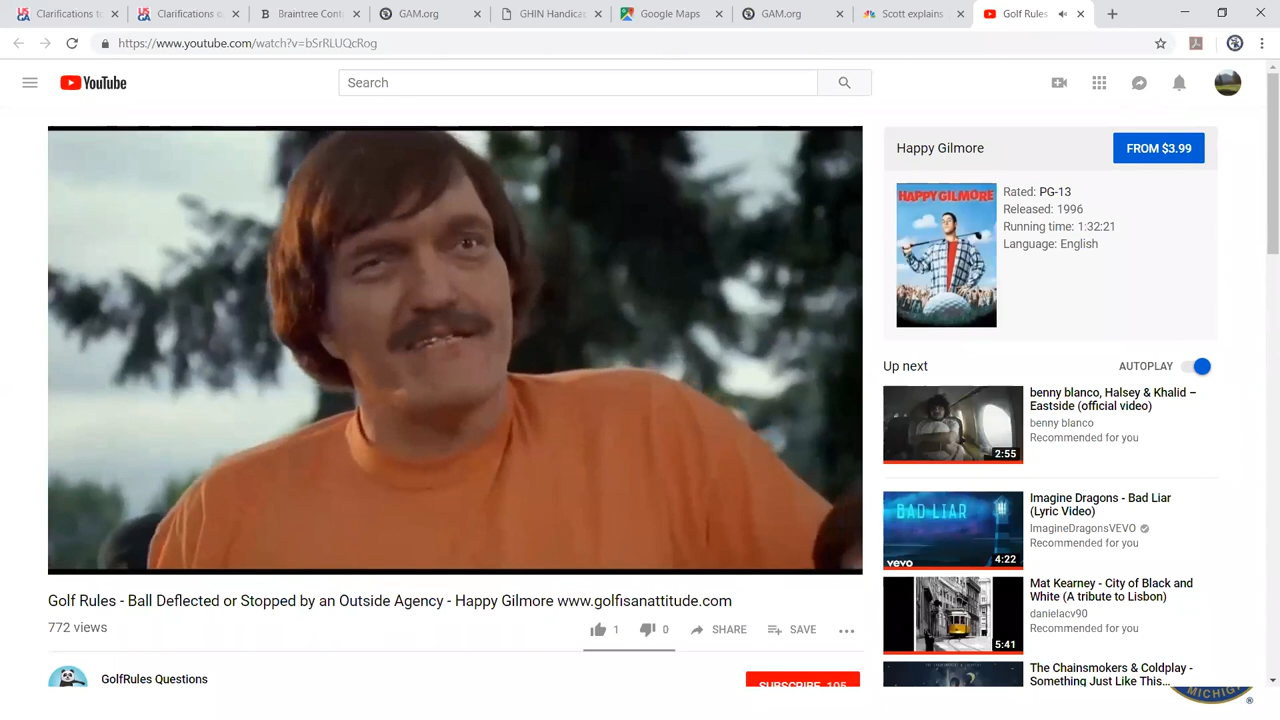 Clarifications to
Clarifications o
Braintree Cont
GAM.org
GHIN Handicap
Google Maps
GAM.org
Scott explains
Golf Rules
https://www.youtube.com/watch?v=bSrRLUQcRog
YouTube
Search
Happy Gilmore
FROM $3.99
HAPPY GILMORE
Rated: PG-13
Released: 1996
Running time: 1:32:21
Language: English
Up next
AUTOPLAY
benny blanco, Halsey & Khalid –
Eastside (official video)
benny blanco
Recommended for you
2:55
BAD LIAR
vevo
4:22
Imagine Dragons - Bad Liar
(Lyric Video)
ImagineDragonsVEVO
Recommended for you
5:41
Mat Kearney - City of Black and
White (A tribute to Lisbon)
danielacv90
Recommended for you
The Chainsmokers & Coldplay -
Something Just Like This...
Golf Rules - Ball Deflected or Stopped by an Outside Agency - Happy Gilmore www.golfisanattitude.com
772 views
1
0
SHARE
SAVE
GolfRules Questions
SUBSCRIBE 105